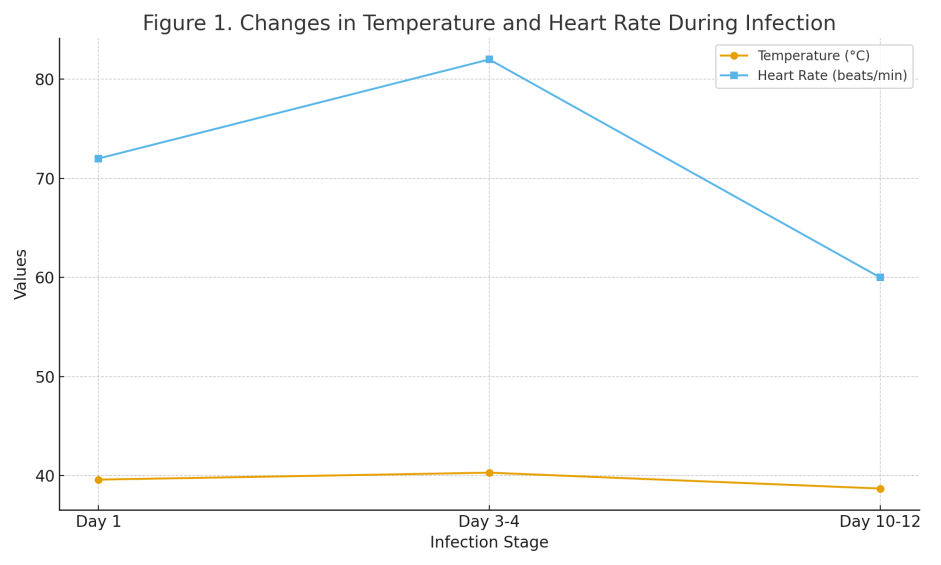 Figure 1. Changes in Temperature and Heart Rate During Infection
Temperature (°C)
Heart Rate (beats/min)
80
70
60
50
40
Values
Day 1
Day 3-4
Day 10-12
Infection Stage